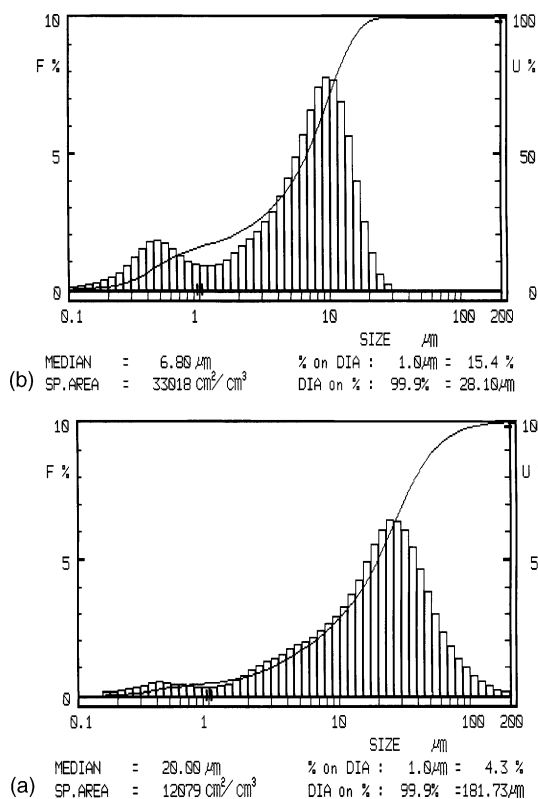 10 100
F % U %
5 50
0 0
0.1 1 10 100 200
SIZE µm
MEDIAN = 6.80 µm % on DIA : 1.0µm = 15.4 %
(b) SP.AREA = 33018 cm²/cm³ DIA on % : 99.9% = 28.10µm
10 10
F % U
5 5
0 0
0.1 1 10 100 200
SIZE µm
MEDIAN = 20.00 µm % on DIA : 1.0µm = 4.3 %
(a) SP.AREA = 12079 cm²/cm³ DIA on % : 99.9% =181.73µm